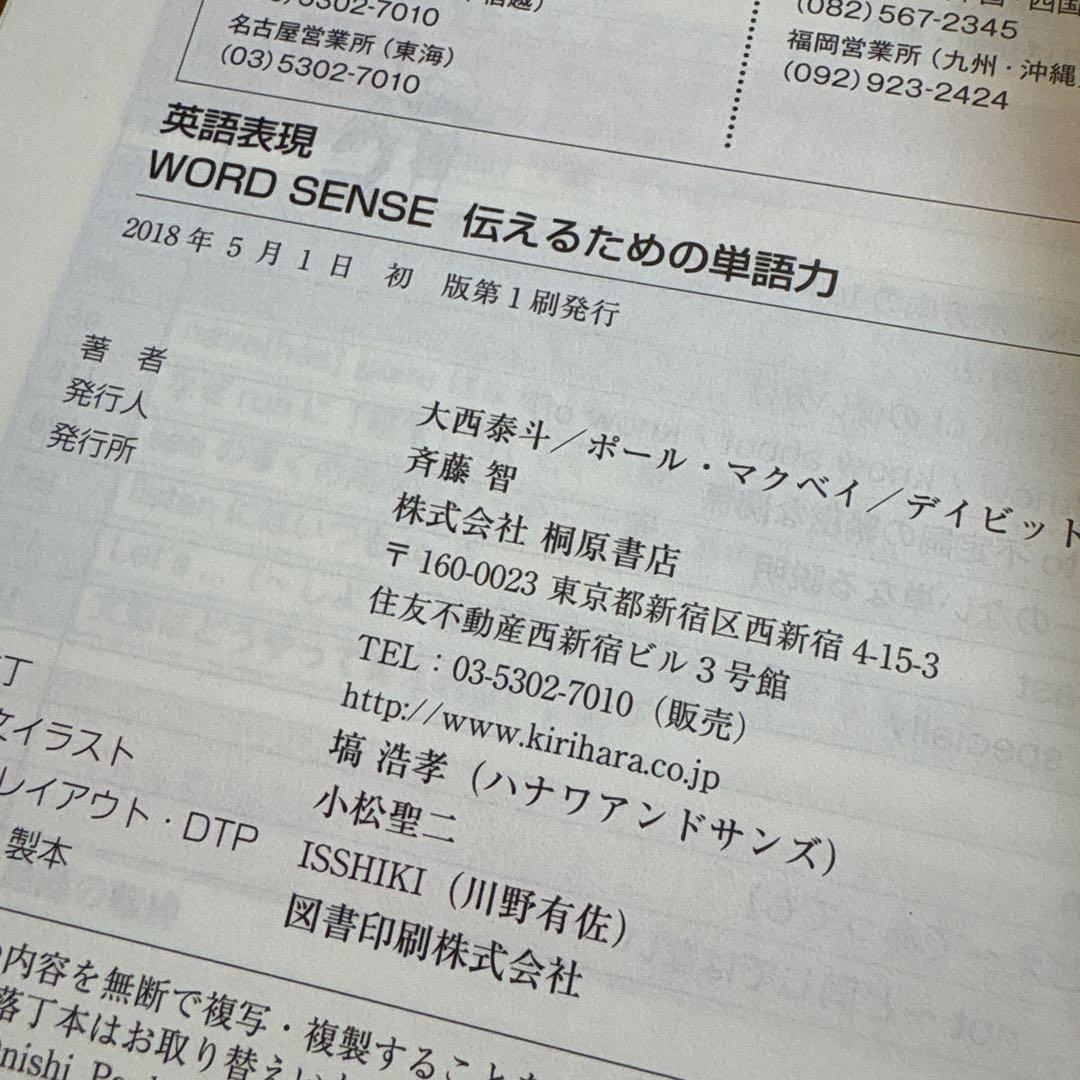 5302-7010
名古屋営業所（東海）
(03) 5302-7010
(082) 567-2345
福岡営業所（九州・沖縄
(092) 923-2424
英語表現
WORD SENSE 伝えるための単語力
2018年5月1日 初 版第1刷発行
著 者 大西泰斗／ポール・マクベイ／デイビット
発行人 斉藤 智
発行所 株式会社 桐原書店
〒160-0023 東京都新宿区西新宿 4-15-3
住友不動産西新宿ビル3号館
TEL：03-5302-7010（販売）
http://www.kirihara.co.jp
丁 塙 浩孝（ハナワアンドサンズ）
イラスト 小松聖二
レイアウト・DTP ISSHIKI（川野有佐）
製本 図書印刷株式会社
内容を無断で複写・複製すること
落丁本はお取り替えい
nishi